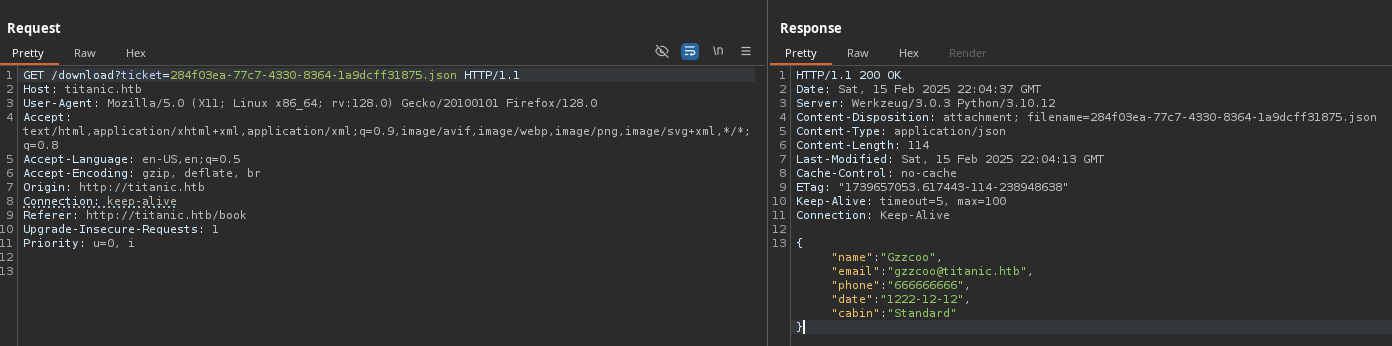 Request
Pretty Raw Hex
\n
1 GET /download?ticket=284f03ea-77c7-4330-8364-1a9dcff31875.json HTTP/1.1
2 Host: titanic.htb
3 User-Agent: Mozilla/5.0 (X11; Linux x86_64; rv:128.0) Gecko/20100101 Firefox/128.0
4 Accept:
text/html,application/xhtml+xml,application/xml;q=0.9,image/avif,image/webp,image/png,image/svg+xml,*/*;
q=0.8
5 Accept-Language: en-US,en;q=0.5
6 Accept-Encoding: gzip, deflate, br
7 Origin: http://titanic.htb
8 Connection: keep-alive
9 Referer: http://titanic.htb/book
10 Upgrade-Insecure-Requests: 1
11 Priority: u=0, i
12
13
Response
Pretty Raw Hex Render
1 HTTP/1.1 200 OK
2 Date: Sat, 15 Feb 2025 22:04:37 GMT
3 Server: Werkzeug/3.0.3 Python/3.10.12
4 Content-Disposition: attachment; filename=284f03ea-77c7-4330-8364-1a9dcff31875.json
5 Content-Type: application/json
6 Content-Length: 114
7 Last-Modified: Sat, 15 Feb 2025 22:04:13 GMT
8 Cache-Control: no-cache
9 ETag: "1739657053.617443-114-238948638"
10 Keep-Alive: timeout=5, max=100
11 Connection: Keep-Alive
12
13 {
"name":"Gzzcoo",
"email":"gzzcoo@titanic.htb",
"phone":"666666666",
"date":"1222-12-12",
"cabin":"Standard"
}